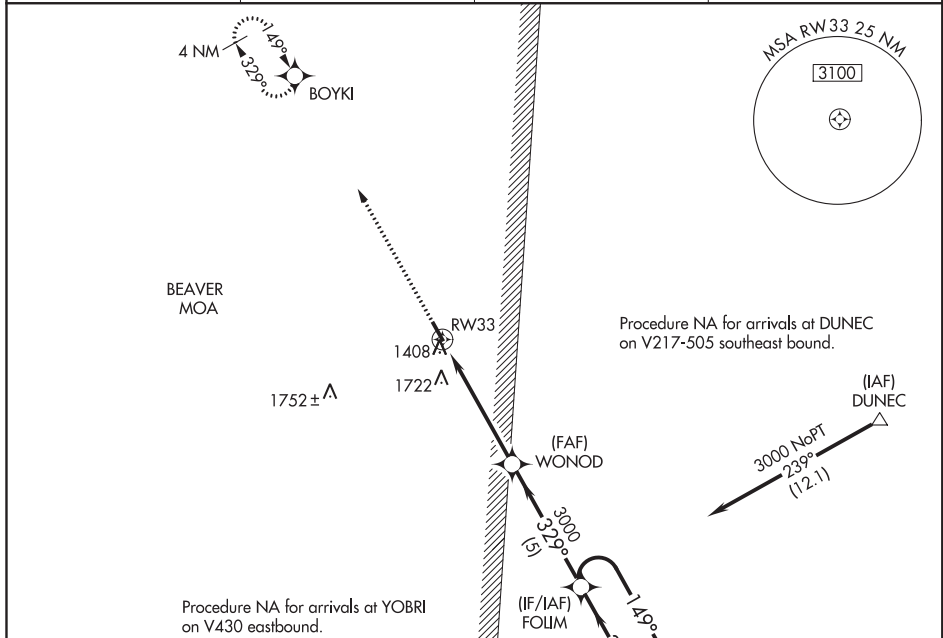 4 NM
149°
329°
BOYKI
MSA RW33 25 NM
3100
BEAVER
MOA
RW33
1408
1722
1752 ±
Procedure NA for arrivals at DUNEC
on V217-505 southeast bound.
(IAF)
DUNEC
3000 NoPT
239°
(12.1)
(FAF)
WONOD
3000
329°
(5)
(IF/IAF)
FOLIM
149°
Procedure NA for arrivals at YOBRI
on V430 eastbound.